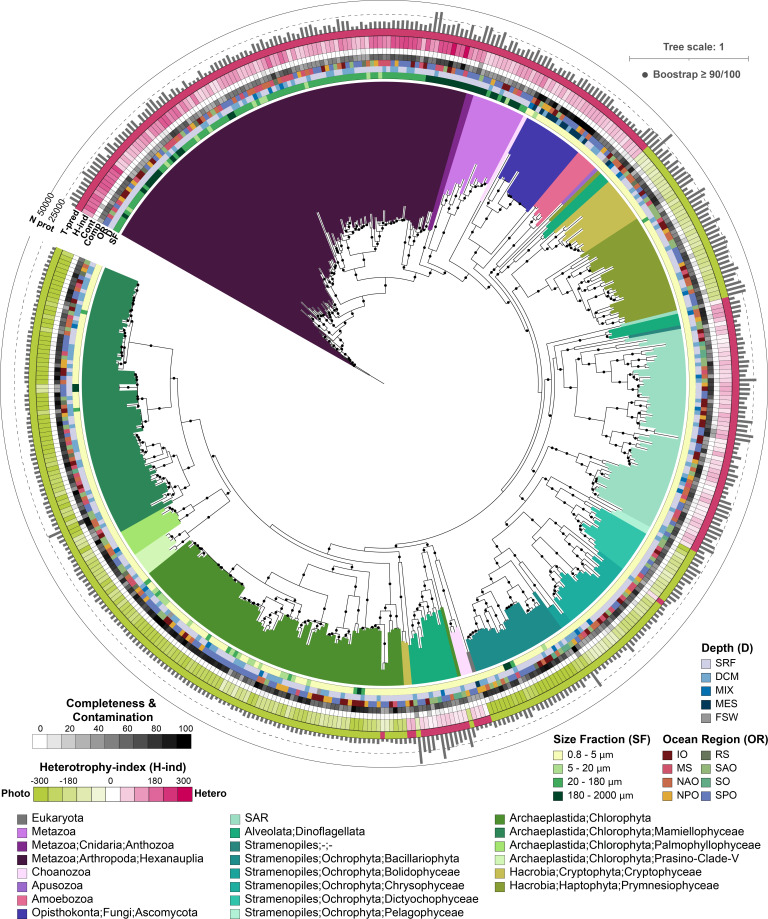 Tree scale: 1
Boostrap ≥ 90/100
50000
25000
N prot
T-pred
H-ind
Cont
Comp
OR
D
SF
Completeness &
Contamination
0 20 40 60 80 100
Heterotrophy-index (H-ind)
-300 -180 0 180 300
Photo Hetero
Depth (D)
SRF
DCM
MIX
MES
FSW
Size Fraction (SF)
0.8 - 5 µm
5 - 20 µm
20 - 180 µm
180 - 2000 µm
Ocean Region (OR)
IO RS
MS SAO
NAO SO
NPO SPO
Eukaryota
Metazoa
Metazoa;Cnidaria;Anthozoa
Metazoa;Arthropoda;Hexanauplia
Choanozoa
Apusozoa
Amoebozoa
Opisthokonta;Fungi;Ascomycota
SAR
Alveolata;Dinoflagellata
Stramenopiles;-;-
Stramenopiles;Ochrophyta;Bacillariophyta
Stramenopiles;Ochrophyta;Bolidophyceae
Stramenopiles;Ochrophyta;Chrysophyceae
Stramenopiles;Ochrophyta;Dictyochophyceae
Stramenopiles;Ochrophyta;Pelagophyceae
Archaeplastida;Chlorophyta
Archaeplastida;Chlorophyta;Mamiellophyceae
Archaeplastida;Chlorophyta;Palmophyllophyceae
Archaeplastida;Chlorophyta;Prasino-Clade-V
Hacrobia;Cryptophyta;Cryptophyceae
Hacrobia;Haptophyta;Prymnesiophyceae